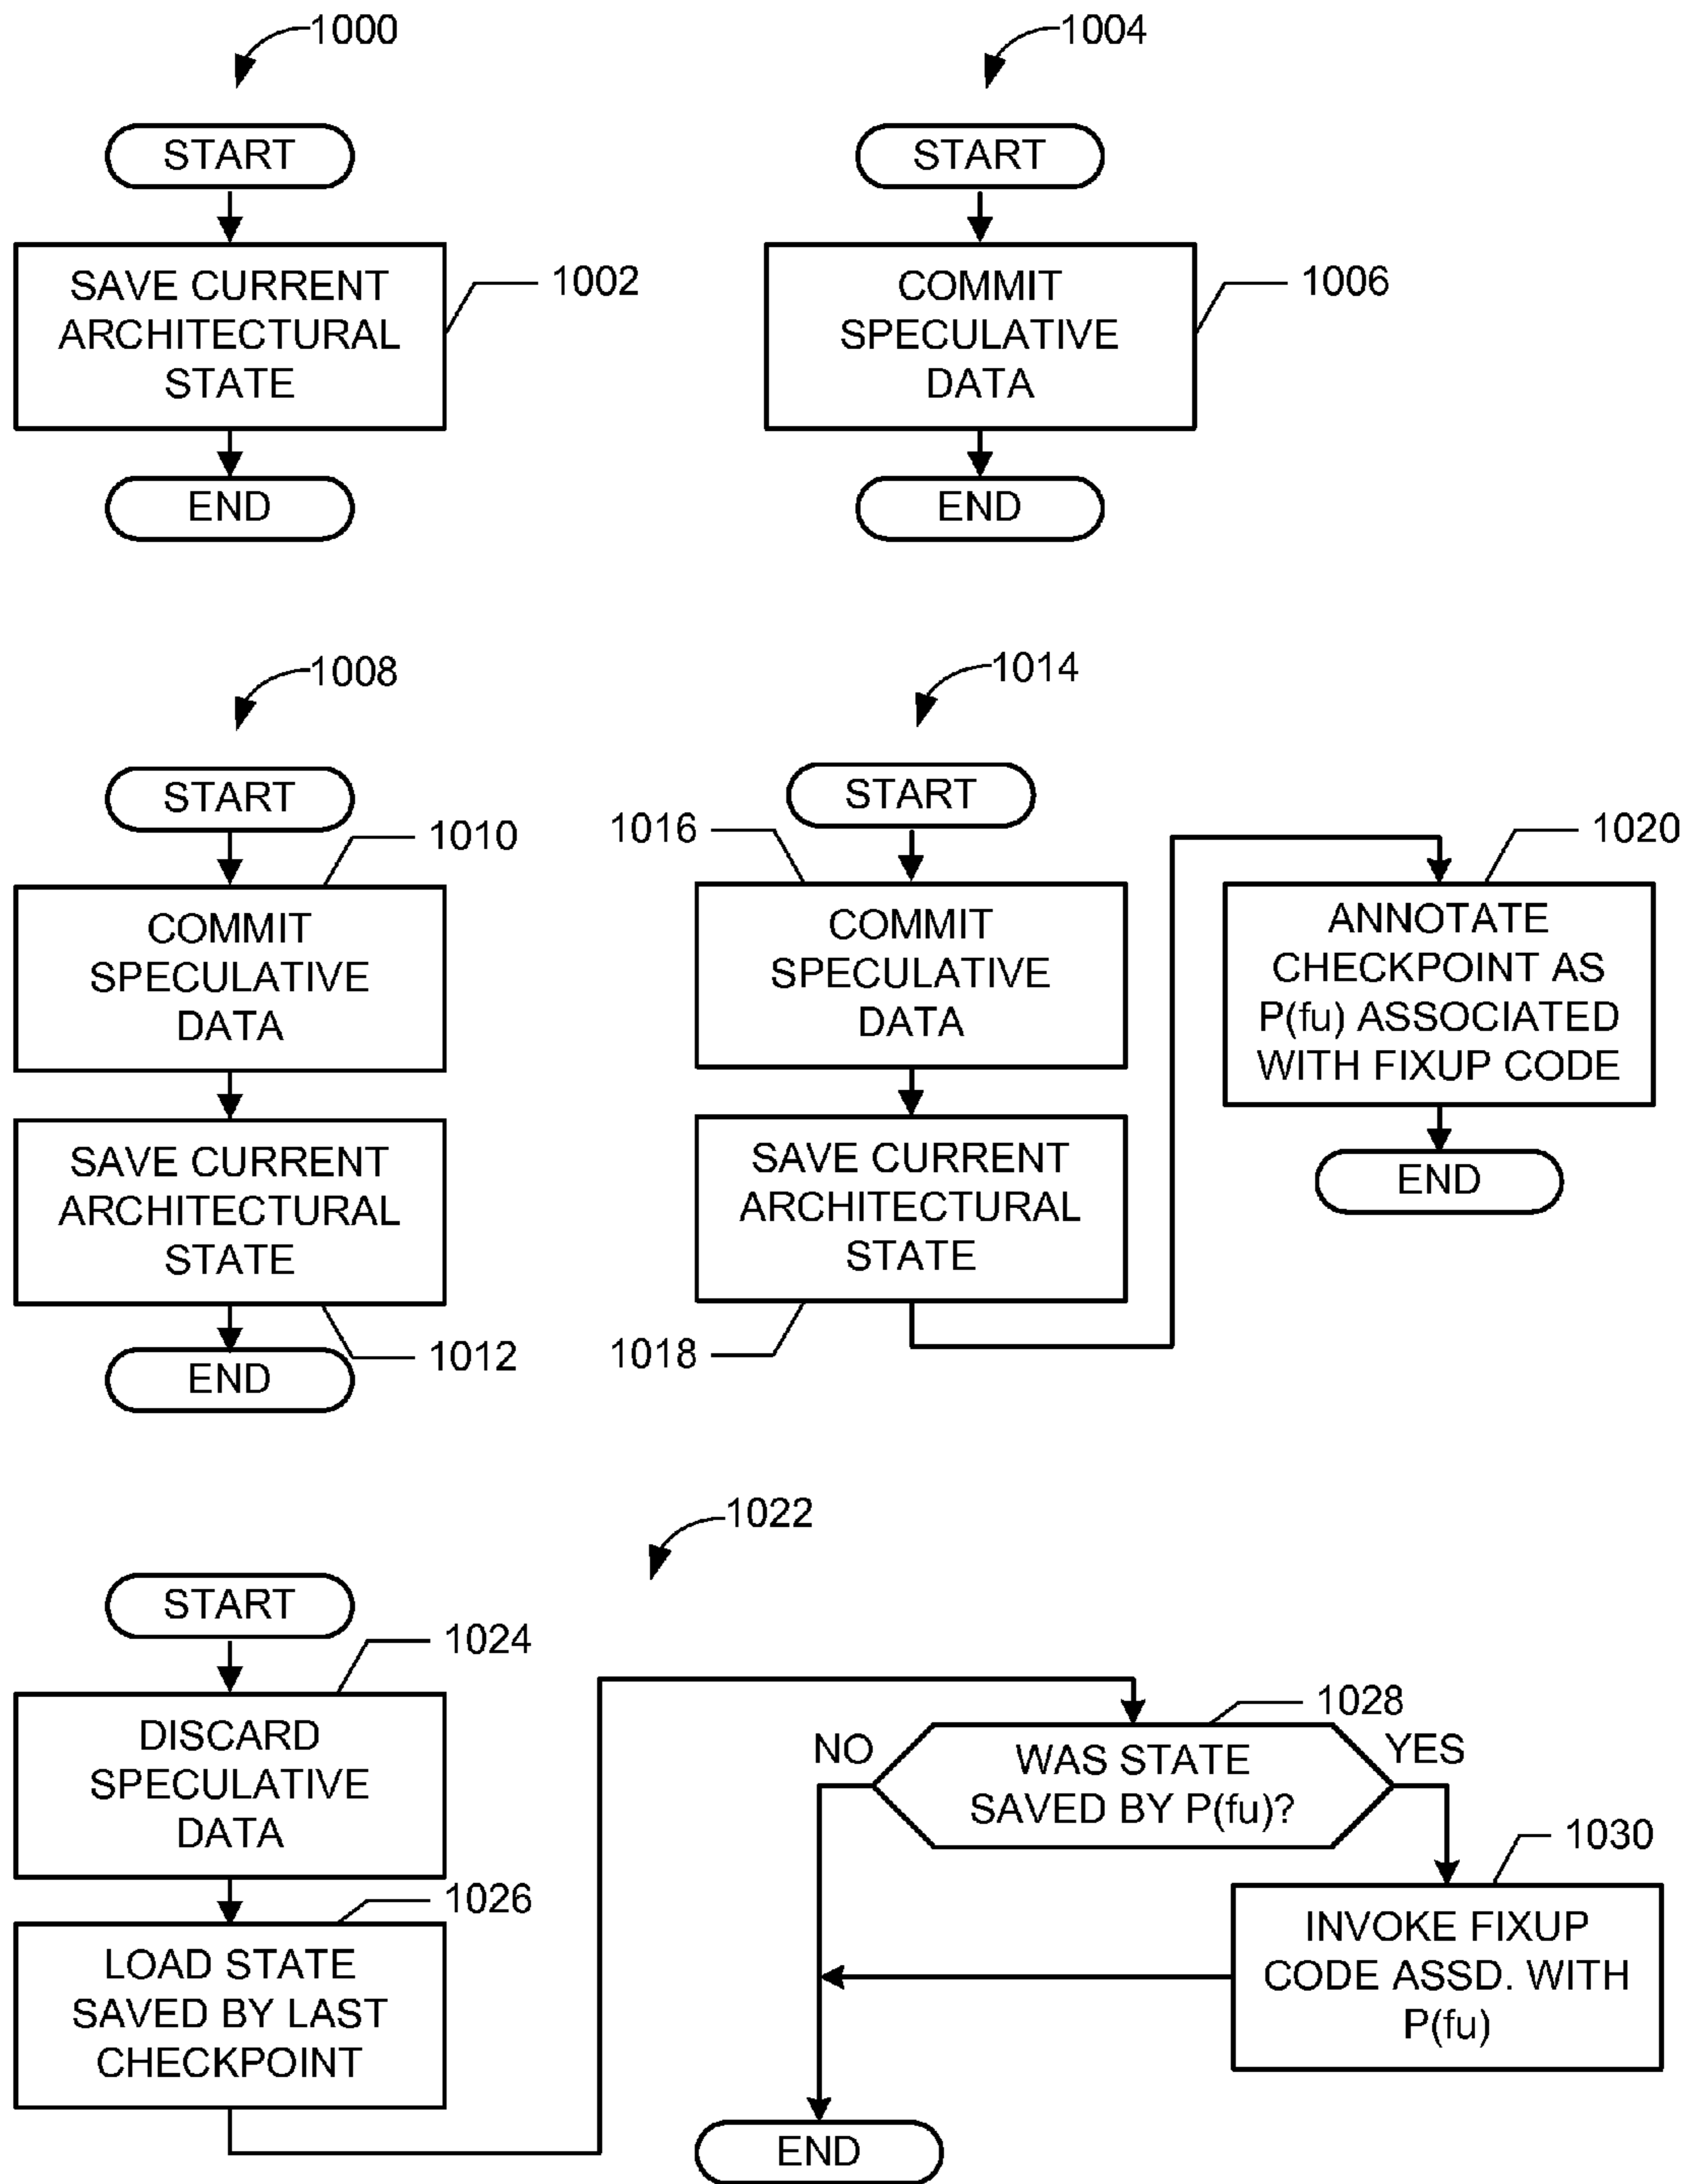 1000
START
SAVE CURRENT
ARCHITECTURAL
STATE
1002
END
1004
START
COMMIT
SPECULATIVE
DATA
1006
END
1008
START
1010
COMMIT
SPECULATIVE
DATA
SAVE CURRENT
ARCHITECTURAL
STATE
1012
END
1014
START
1016
COMMIT
SPECULATIVE
DATA
SAVE CURRENT
ARCHITECTURAL
STATE
1018
1020
ANNOTATE
CHECKPOINT AS
P(fu) ASSOCIATED
WITH FIXUP CODE
END
1022
START
1024
DISCARD
SPECULATIVE
DATA
1026
LOAD STATE
SAVED BY LAST
CHECKPOINT
1028
NO
WAS STATE
SAVED BY P(fu)?
YES
1030
INVOKE FIXUP
CODE ASSD. WITH
P(fu)
END